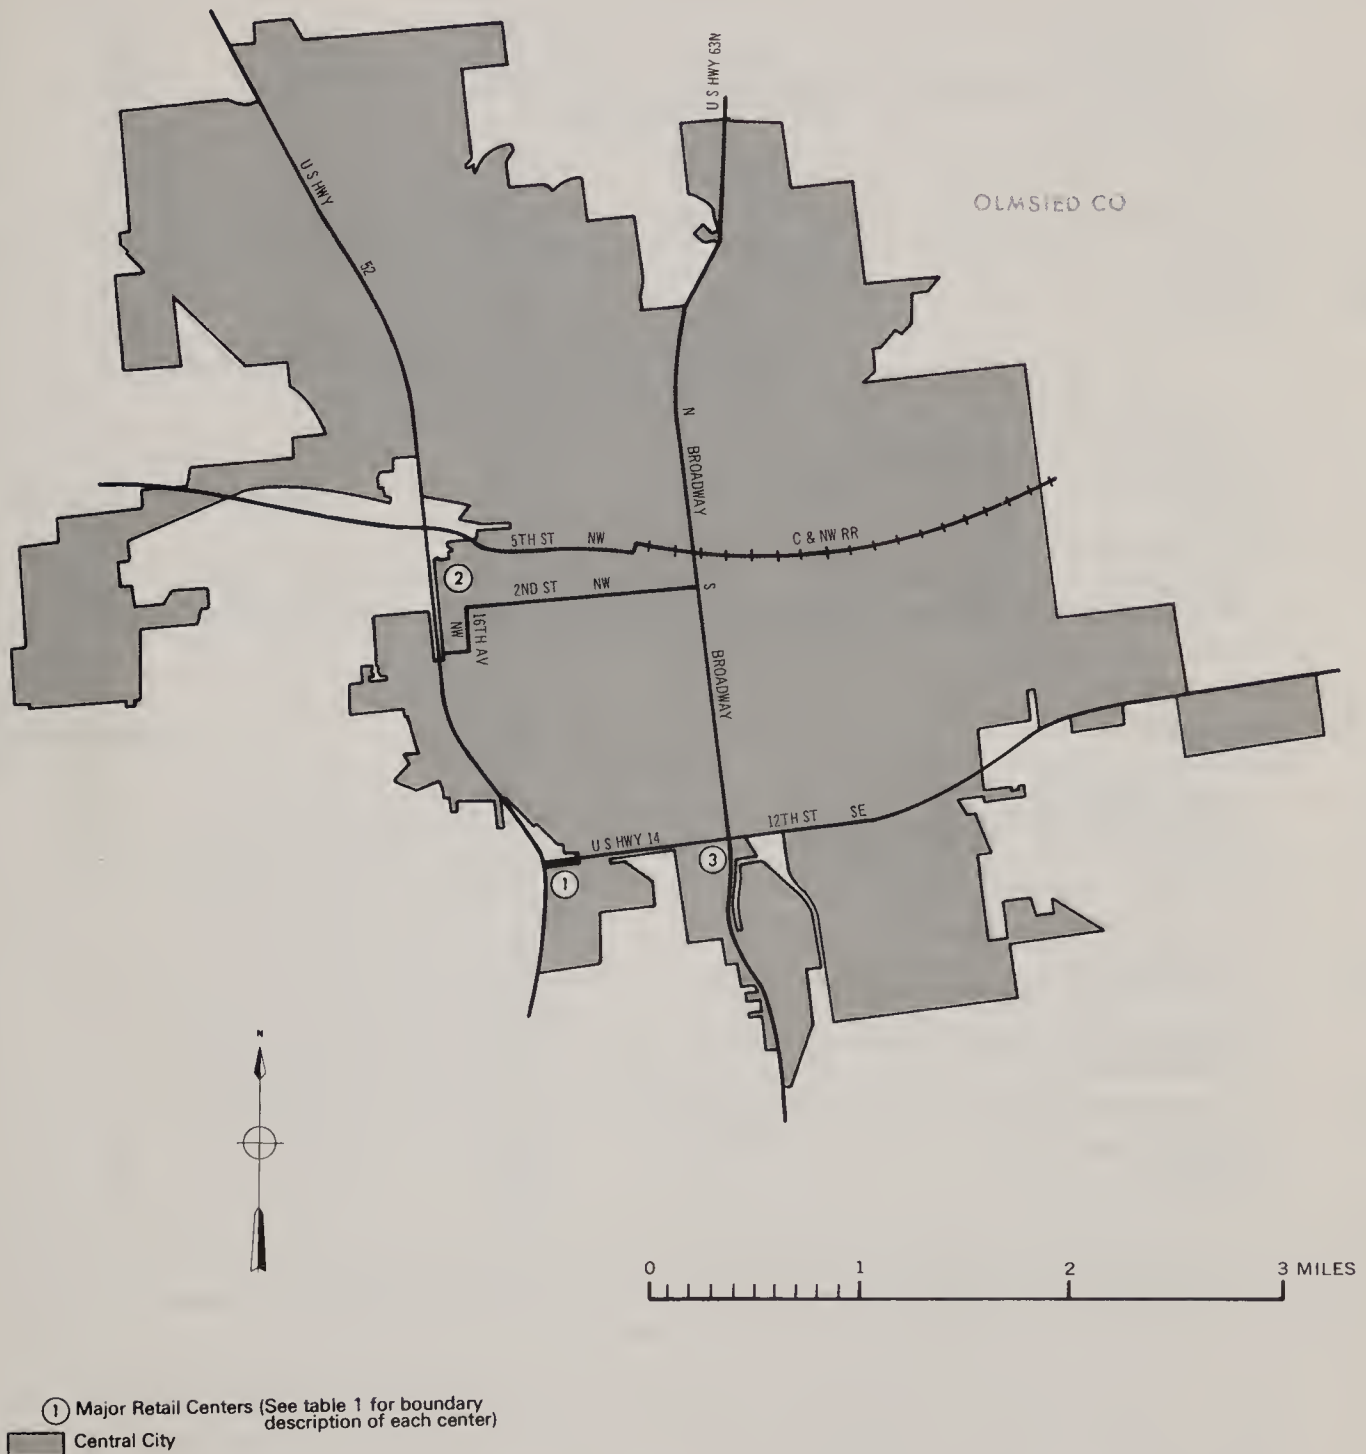 U S HWY 63N
U S HWY
52
OLMSTED CO
N
BROADWAY
5TH ST NW
C & NW RR
2
2ND ST NW
S
16TH AV
NW
BROADWAY
U S HWY 14
12TH ST SE
1
3
N
0 1 2 3 MILES
1 Major Retail Centers (See table 1 for boundary
description of each center)
Central City